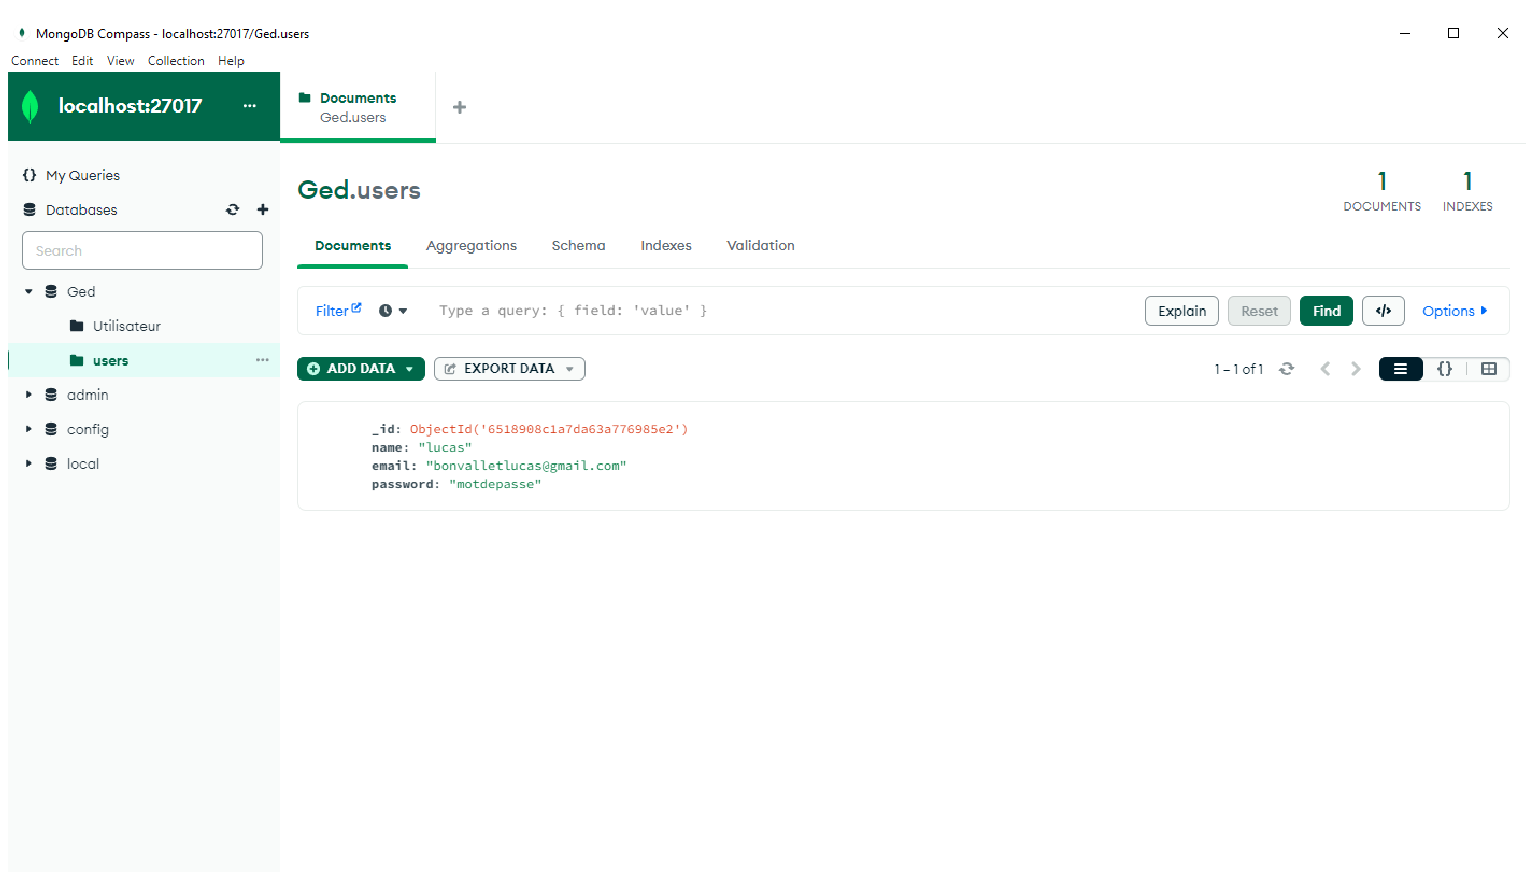 MongoDB Compass - localhost:27017/Ged.users
Connect Edit View Collection Help
localhost:27017 ...
Documents
Ged.users
My Queries
Databases
Search
Ged
Utilisateur
users
admin
config
local
Ged.users
1 DOCUMENTS
1 INDEXES
Documents Aggregations Schema Indexes Validation
Filter Type a query: { field: 'value' } Explain Reset Find </> Options
ADD DATA EXPORT DATA 1 – 1 of 1 {}
_id: ObjectId('6518908c1a7da63a776985e2')
name: "lucas"
email: "bonvalletlucas@gmail.com"
password: "motdepasse"